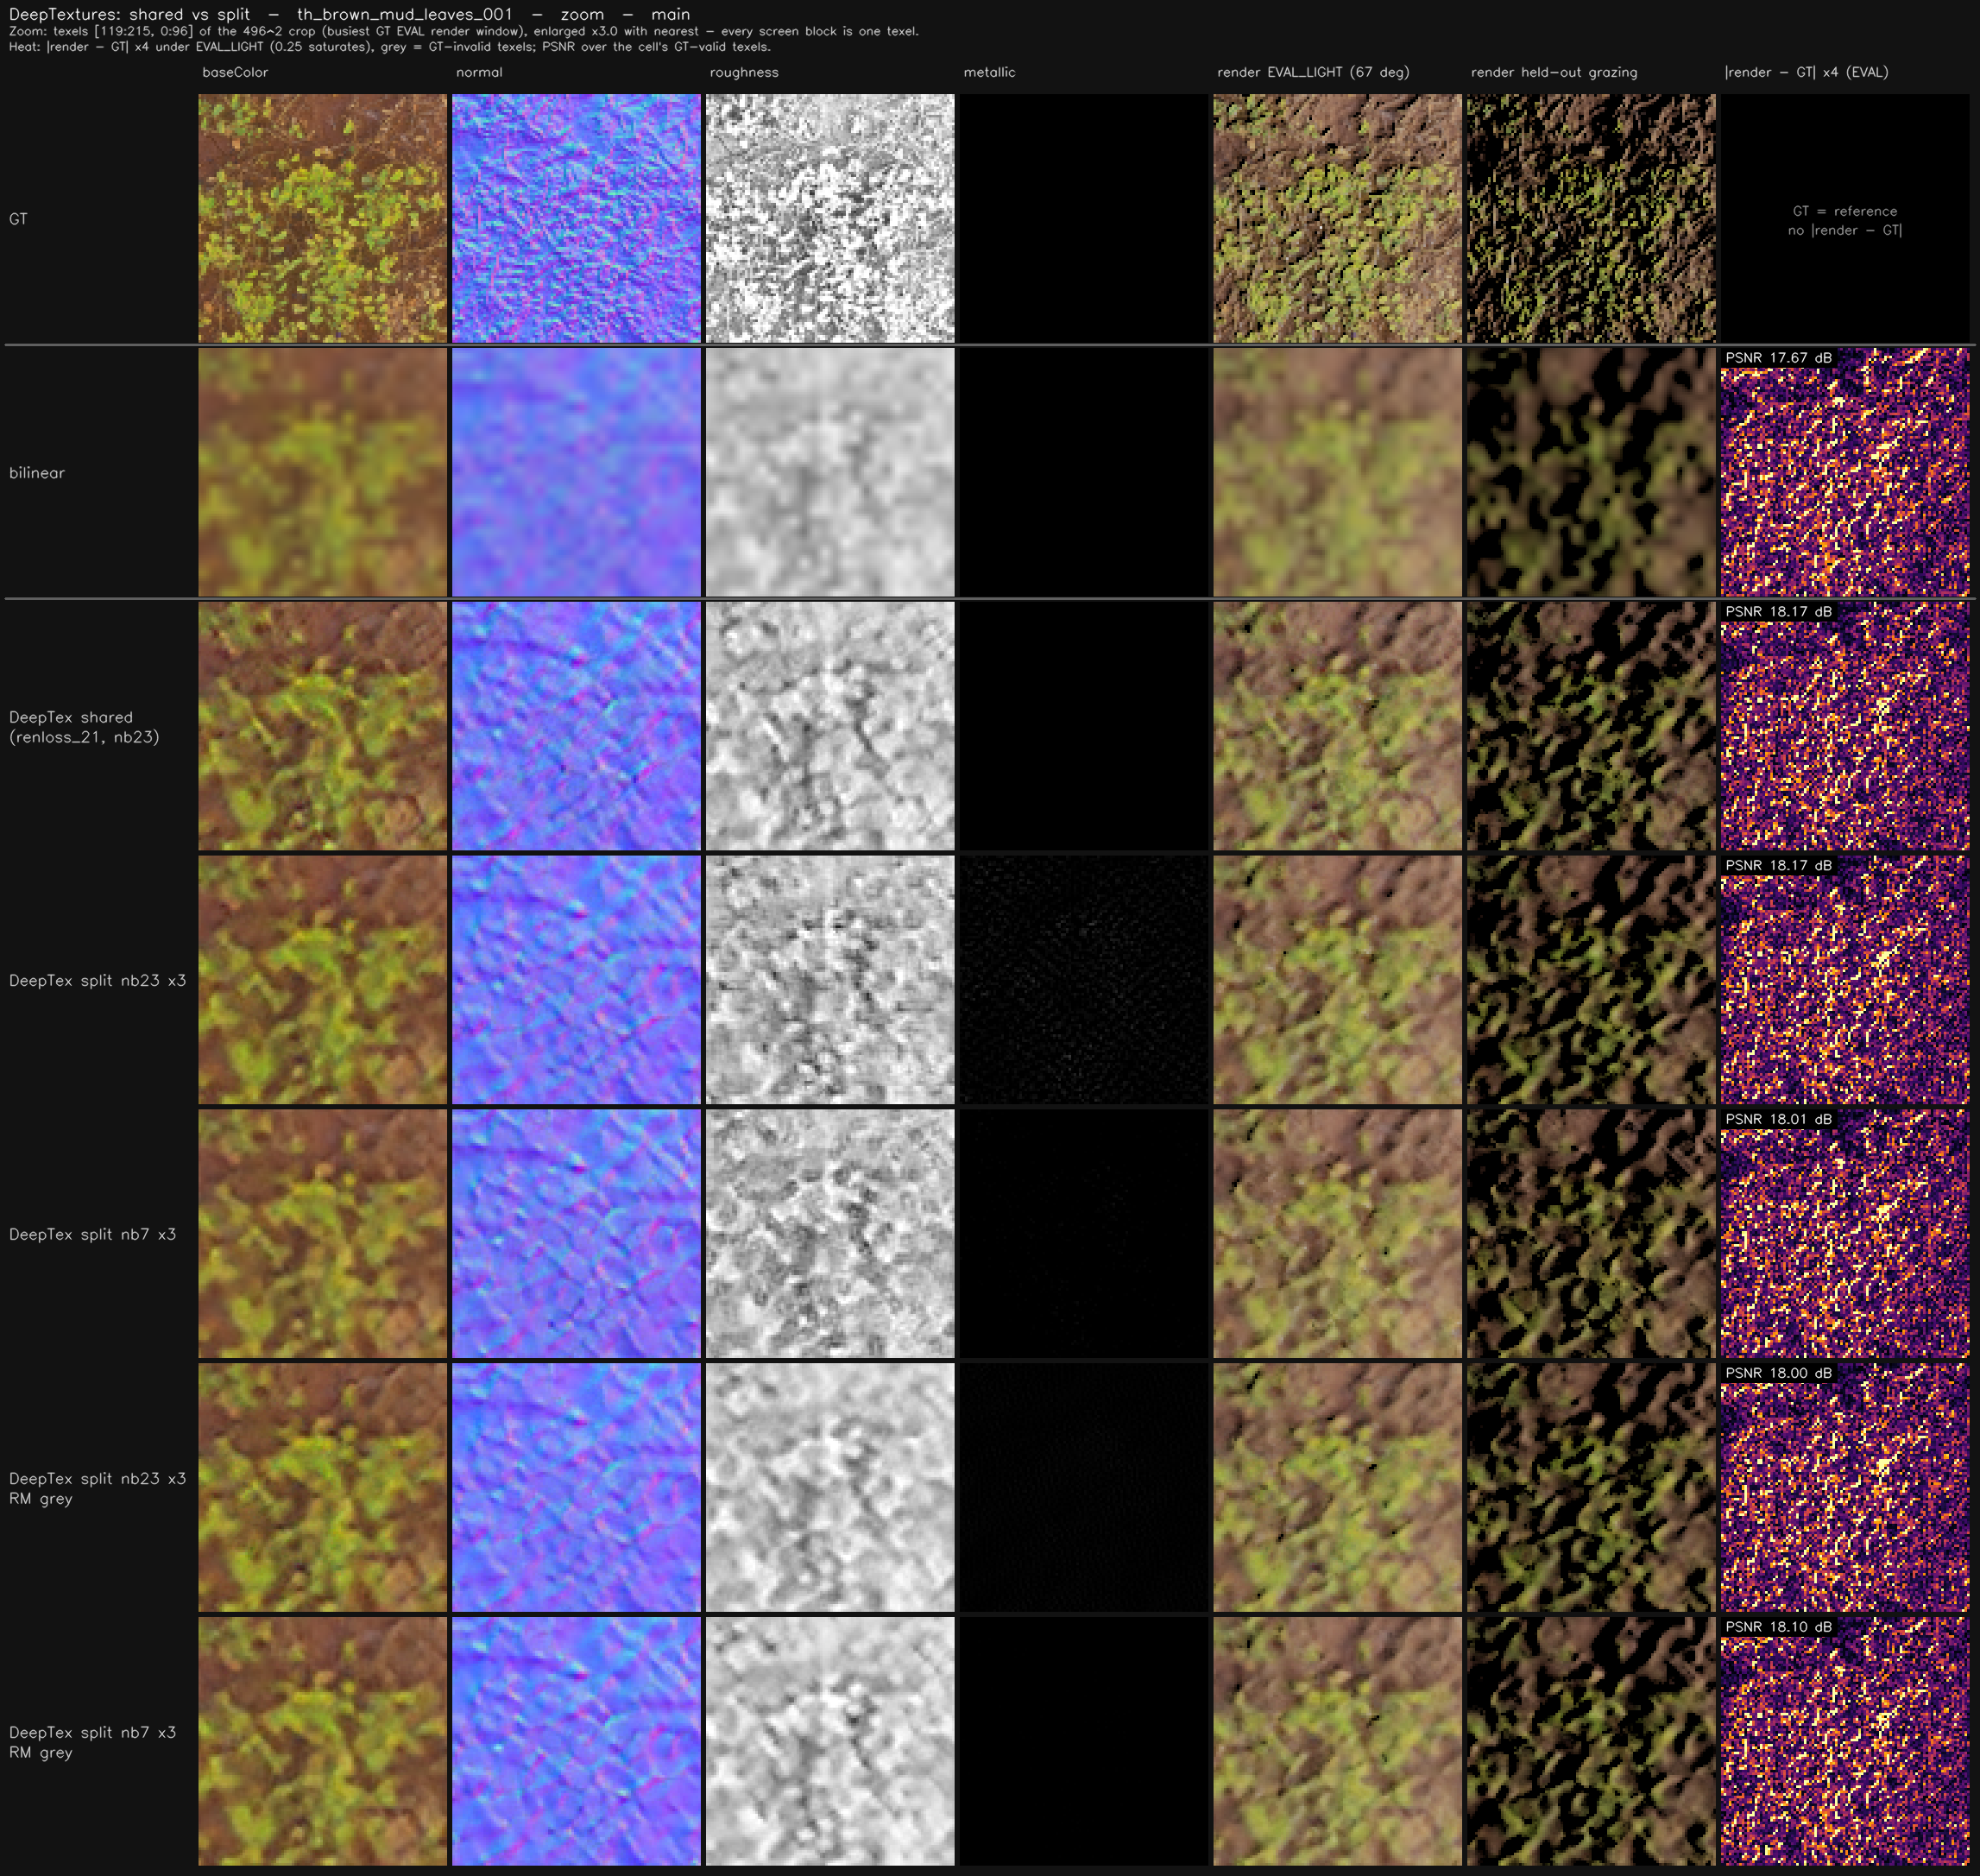 DeepTextures: shared vs split — th_brown_mud_leaves_001 — zoom — main
Zoom: texels [119:215, 0:96] of the 496^2 crop (busiest GT EVAL render window), enlarged x3.0 with nearest — every screen block is one texel.
Heat: |render — GT| x4 under EVAL_LIGHT (0.25 saturates), grey = GT-invalid texels; PSNR over the cell's GT-valid texels.
baseColor normal roughness metallic render EVAL_LIGHT (67 deg) render held-out grazing |render — GT| x4 (EVAL)
GT
GT = reference
no |render — GT|
bilinear
PSNR 17.67 dB
DeepTex shared
(renloss_21, nb23)
PSNR 18.17 dB
DeepTex split nb23 x3
PSNR 18.17 dB
DeepTex split nb7 x3
PSNR 18.01 dB
DeepTex split nb23 x3
RM grey
PSNR 18.00 dB
DeepTex split nb7 x3
RM grey
PSNR 18.10 dB